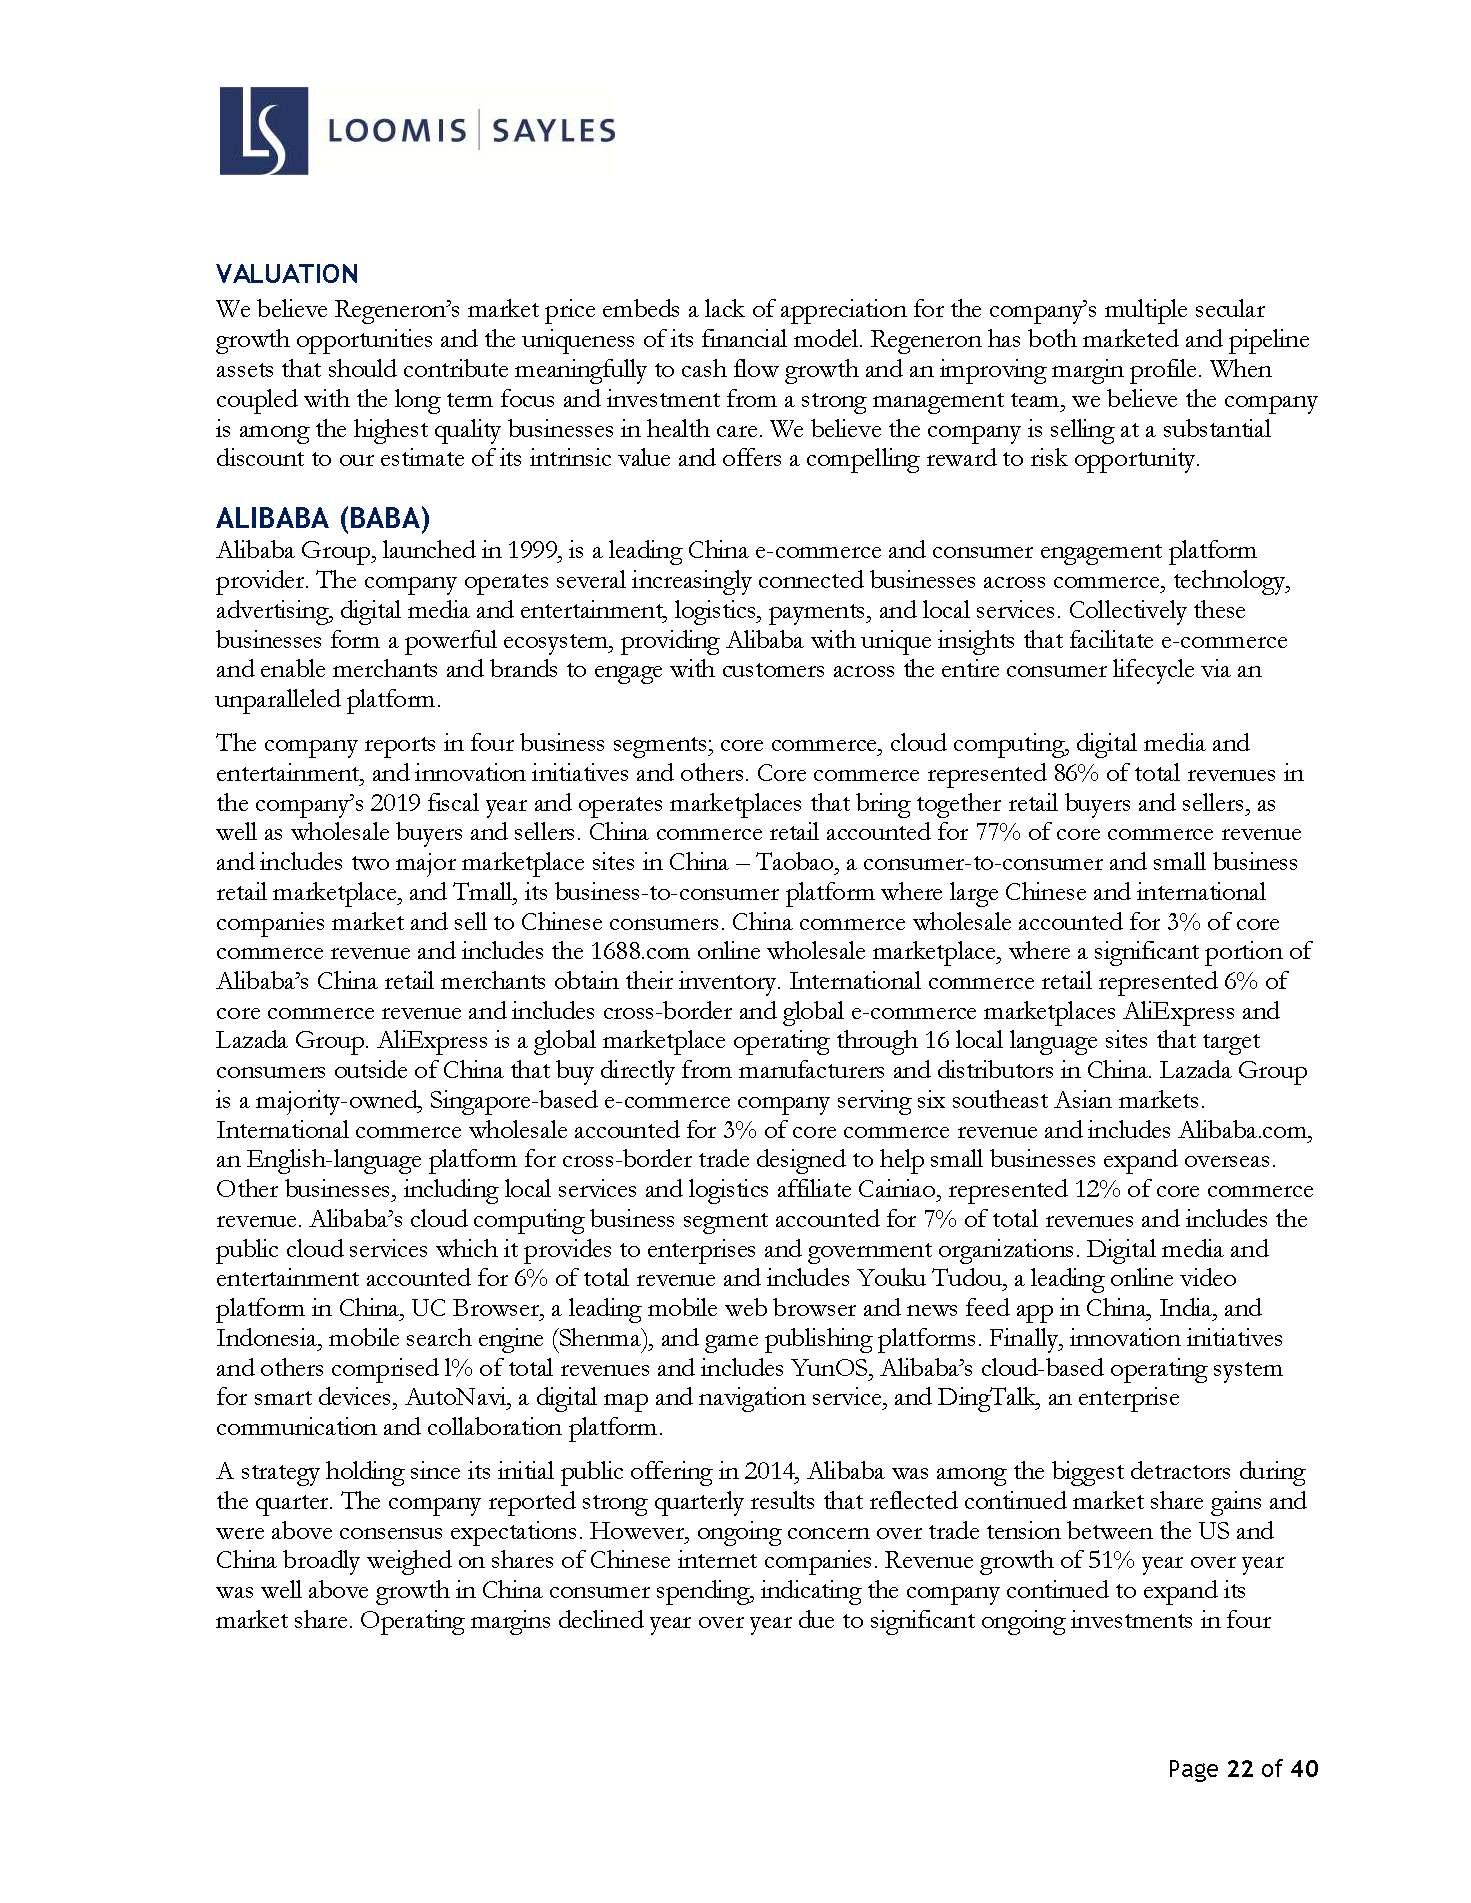 LS LOOMIS | SAYLES
VALUATION
We believe Regeneron’s market price embeds a lack of appreciation for the company’s multiple secular
growth opportunities and the uniqueness of its financial model. Regeneron has both marketed and pipeline
assets that should contribute meaningfully to cash flow growth and an improving margin profile. When
coupled with the long term focus and investment from a strong management team, we believe the company
is among the highest quality businesses in health care. We believe the company is selling at a substantial
discount to our estimate of its intrinsic value and offers a compelling reward to risk opportunity.
ALIBABA (BABA)
Alibaba Group, launched in 1999, is a leading China e-commerce and consumer engagement platform
provider. The company operates several increasingly connected businesses across commerce, technology,
advertising, digital media and entertainment, logistics, payments, and local services. Collectively these
businesses form a powerful ecosystem, providing Alibaba with unique insights that facilitate e-commerce
and enable merchants and brands to engage with customers across the entire consumer lifecycle via an
unparalleled platform.
The company reports in four business segments; core commerce, cloud computing, digital media and
entertainment, and innovation initiatives and others. Core commerce represented 86% of total revenues in
the company’s 2019 fiscal year and operates marketplaces that bring together retail buyers and sellers, as
well as wholesale buyers and sellers. China commerce retail accounted for 77% of core commerce revenue
and includes two major marketplace sites in China – Taobao, a consumer-to-consumer and small business
retail marketplace, and Tmall, its business-to-consumer platform where large Chinese and international
companies market and sell to Chinese consumers. China commerce wholesale accounted for 3% of core
commerce revenue and includes the 1688.com online wholesale marketplace, where a significant portion of
Alibaba’s China retail merchants obtain their inventory. International commerce retail represented 6% of
core commerce revenue and includes cross-border and global e-commerce marketplaces AliExpress and
Lazada Group. AliExpress is a global marketplace operating through 16 local language sites that target
consumers outside of China that buy directly from manufacturers and distributors in China. Lazada Group
is a majority-owned, Singapore-based e-commerce company serving six southeast Asian markets.
International commerce wholesale accounted for 3% of core commerce revenue and includes Alibaba.com,
an English-language platform for cross-border trade designed to help small businesses expand overseas.
Other businesses, including local services and logistics affiliate Cainiao, represented 12% of core commerce
revenue. Alibaba’s cloud computing business segment accounted for 7% of total revenues and includes the
public cloud services which it provides to enterprises and government organizations. Digital media and
entertainment accounted for 6% of total revenue and includes Youku Tudou, a leading online video
platform in China, UC Browser, a leading mobile web browser and news feed app in China, India, and
Indonesia, mobile search engine (Shenma), and game publishing platforms. Finally, innovation initiatives
and others comprised l% of total revenues and includes YunOS, Alibaba’s cloud-based operating system
for smart devices, AutoNavi, a digital map and navigation service, and DingTalk, an enterprise
communication and collaboration platform.
A strategy holding since its initial public offering in 2014, Alibaba was among the biggest detractors during
the quarter. The company reported strong quarterly results that reflected continued market share gains and
were above consensus expectations. However, ongoing concern over trade tension between the US and
China broadly weighed on shares of Chinese internet companies. Revenue growth of 51% year over year
was well above growth in China consumer spending, indicating the company continued to expand its
market share. Operating margins declined year over year due to significant ongoing investments in four
Page 22 of 40